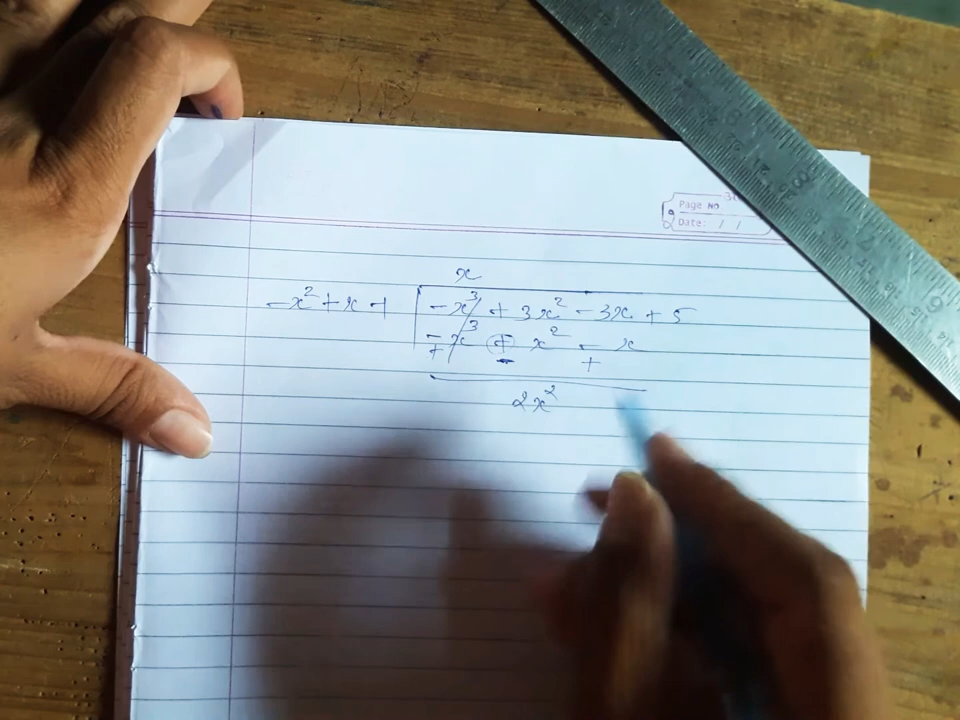 Page No
Date: / /
x
-x² + x + 1 | -x³ + 3x² - 3x + 5
-x³ + x² - x
+ - +
2x²